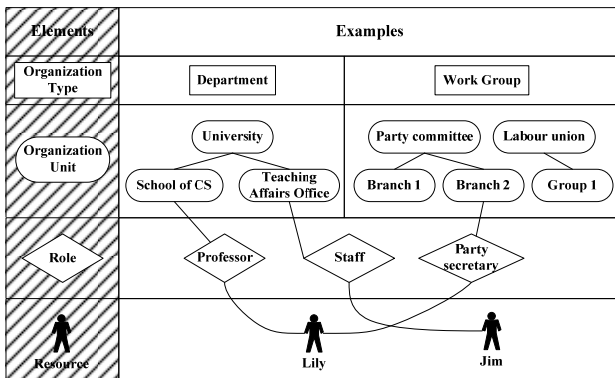 Elements
Examples
Organization
Type
Department
Work Group
Organization
Unit
University
Party committee
Labour union
School of CS
Teaching
Affairs Office
Branch 1
Branch 2
Group 1
Role
Professor
Staff
Party
secretary
Resource
Lily
Jim